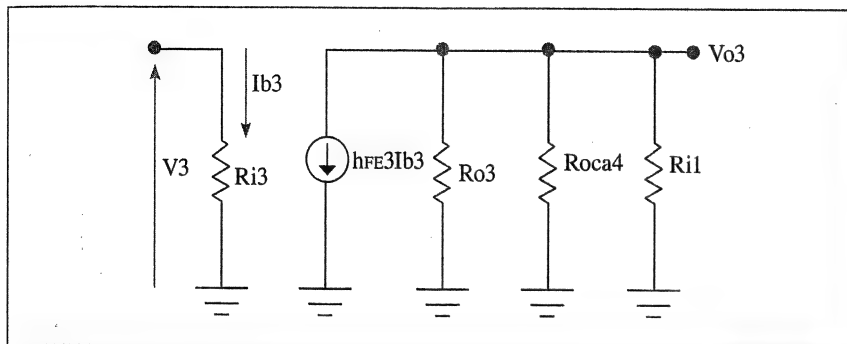 Vo3
Ib3
V3
Ri3
hFE3Ib3
Ro3
Roca4
Ri1